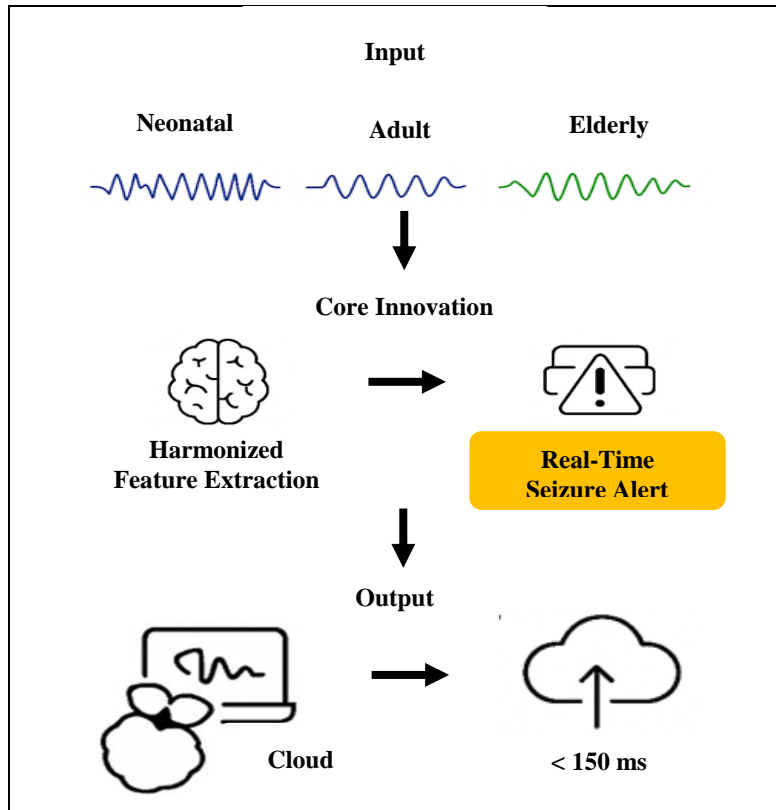 Input
Neonatal
Adult
Elderly
Core Innovation
Harmonized
Feature Extraction
Real-Time
Seizure Alert
Output
Cloud
< 150 ms